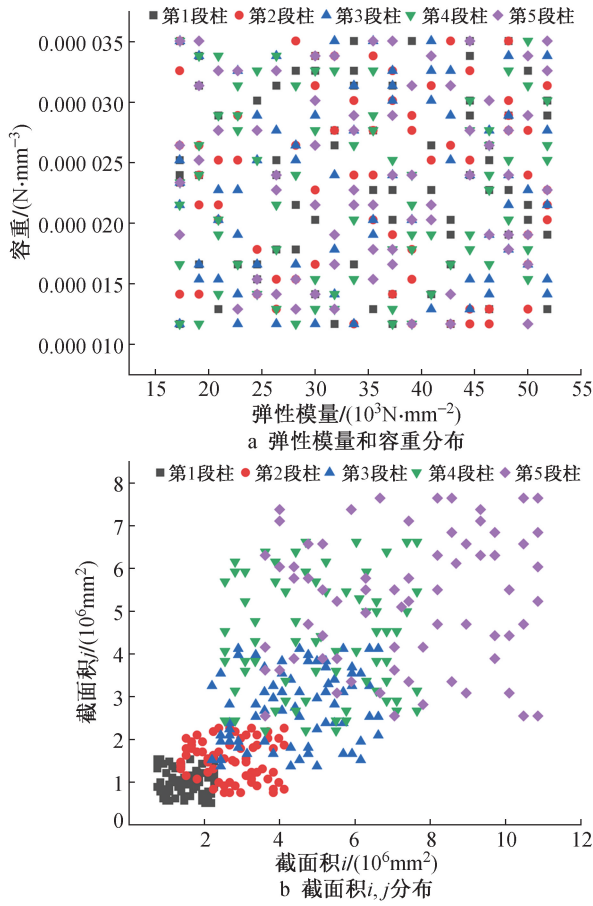 第1段柱 第2段柱 第3段柱 第4段柱 第5段柱
0.000 035
0.000 030
0.000 025
0.000 020
0.000 015
0.000 010
容重/(N·mm⁻³)
15 20 25 30 35 40 45 50 55
弹性模量/(10³N·mm⁻²)
a 弹性模量和容重分布
第1段柱 第2段柱 第3段柱 第4段柱 第5段柱
8
7
6
5
4
3
2
1
0
截面积j/(10⁶mm²)
2 4 6 8 10 12
截面积i/(10⁶mm²)
b 截面积i, j分布